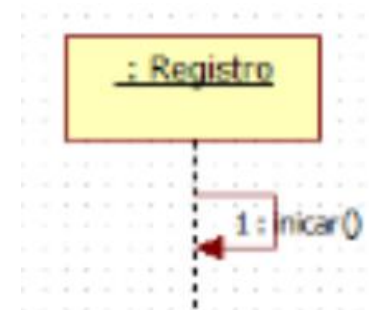 : Registro
1 : inicar()